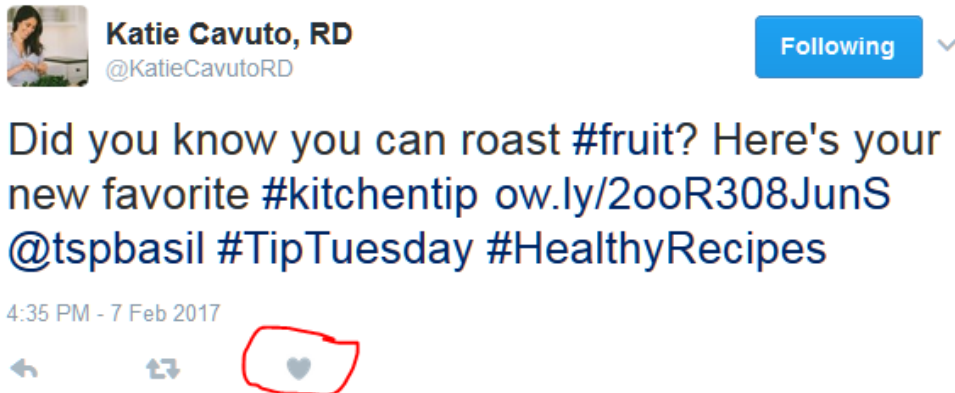 Katie Cavuto, RD
@KatieCavutoRD
Following
Did you know you can roast #fruit? Here's your
new favorite #kitchentip ow.ly/2ooR308JunS
@tspbasil #TipTuesday #HealthyRecipes
4:35 PM - 7 Feb 2017